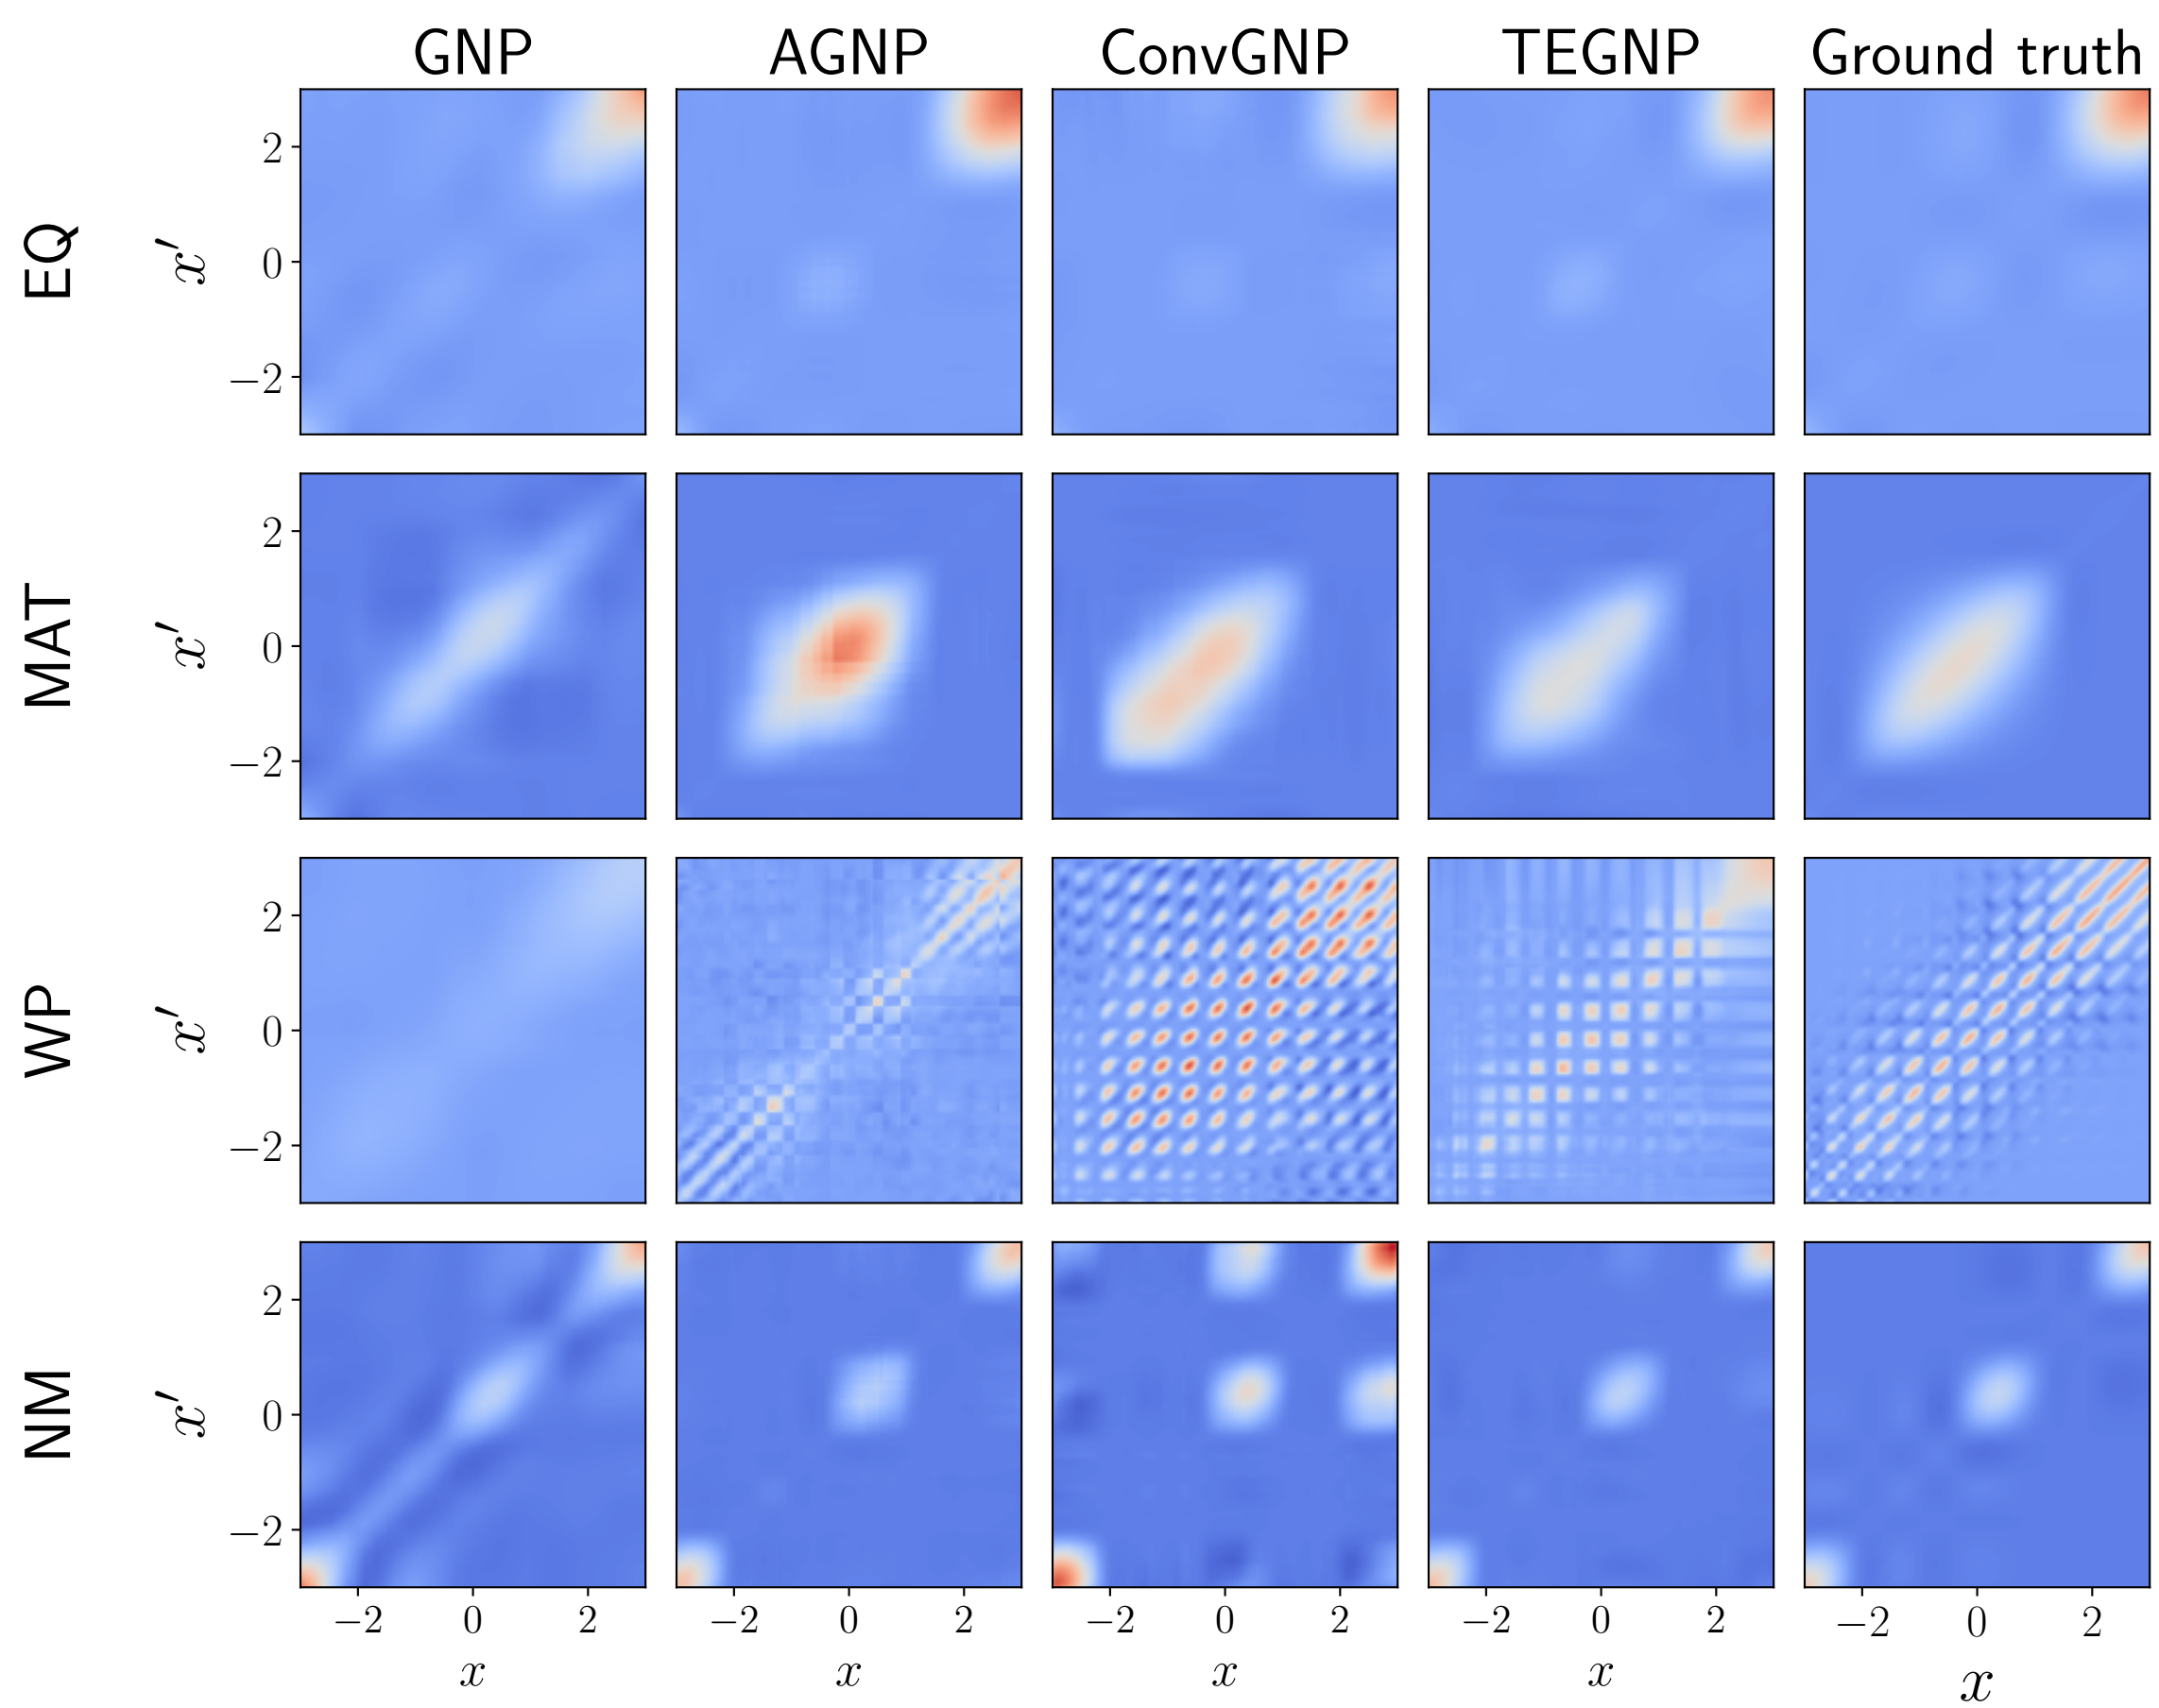 GNP AGNP ConvGNP TEGNP Ground truth
EQ x′ 2 0 −2
MAT x′ 2 0 −2
WP x′ 2 0 −2
NM x′ 2 0 −2
−2 0 2 −2 0 2 −2 0 2 −2 0 2 −2 0 2
x x x x x